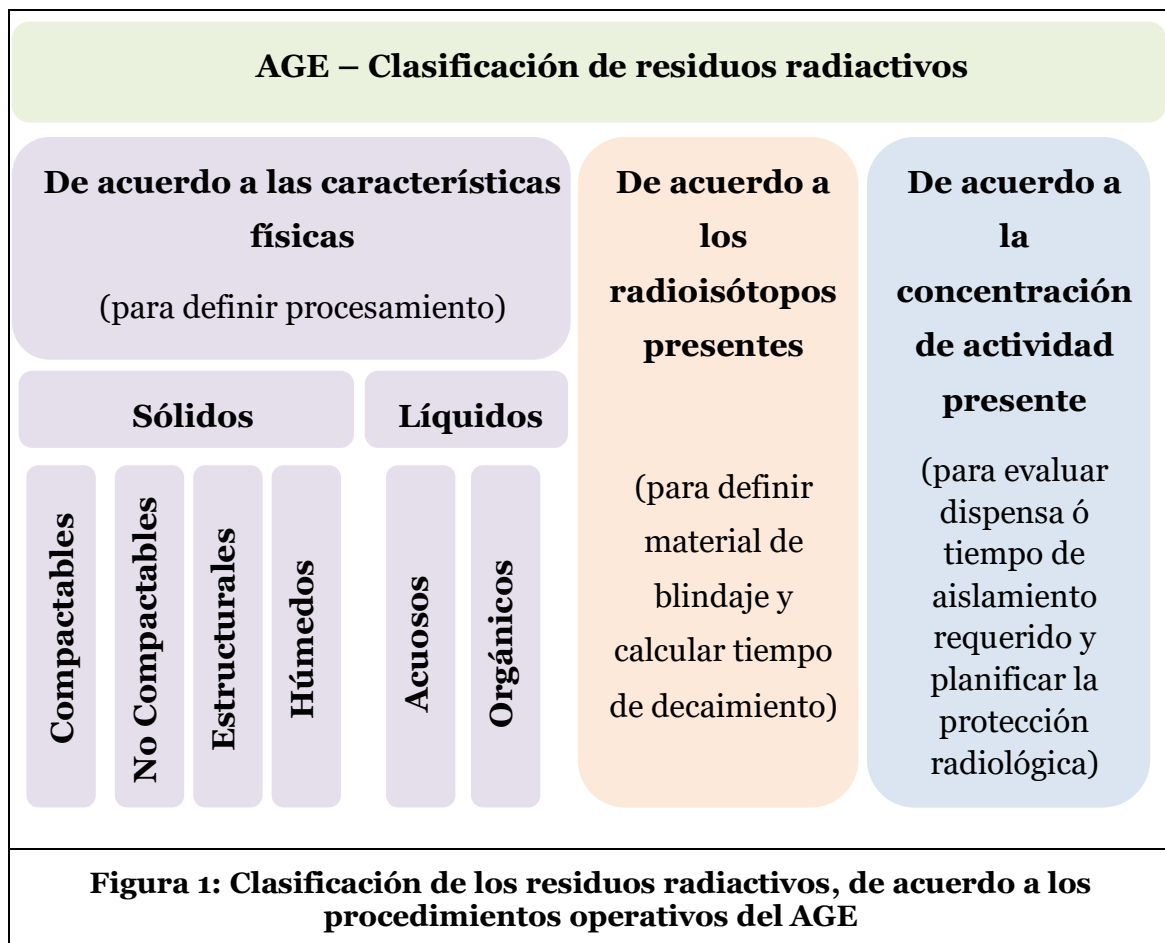 AGE – Clasificación de residuos radiactivos
De acuerdo a las características
físicas
(para definir procesamiento)
Sólidos
Líquidos
Compactables
No Compactables
Estructurales
Húmedos
Acuosos
Orgánicos
De acuerdo a
los
radioisótopos
presentes
(para definir
material de
blindaje y
calcular tiempo
de decaimiento)
De acuerdo a
la
concentración
de actividad
presente
(para evaluar
dispensa ó
tiempo de
aislamiento
requerido y
planificar la
protección
radiológica)
Figura 1: Clasificación de los residuos radiactivos, de acuerdo a los
procedimientos operativos del AGE